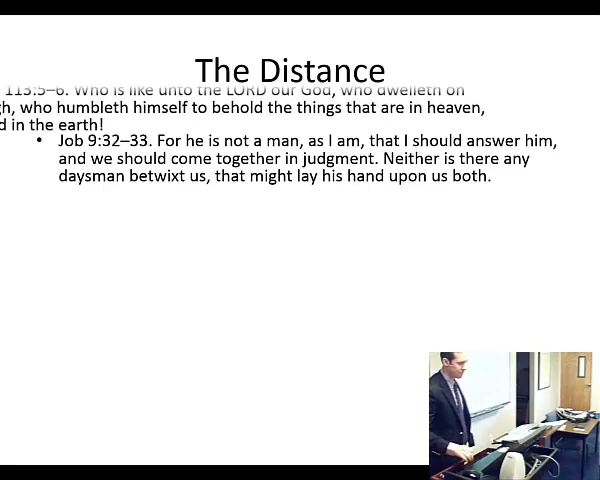 The Distance
113:5–6. Who is like unto the LORD our God, who dwelleth on
gh, who humbleth himself to behold the things that are in heaven,
d in the earth!
• Job 9:32–33. For he is not a man, as I am, that I should answer him,
and we should come together in judgment. Neither is there any
daysman betwixt us, that might lay his hand upon us both.